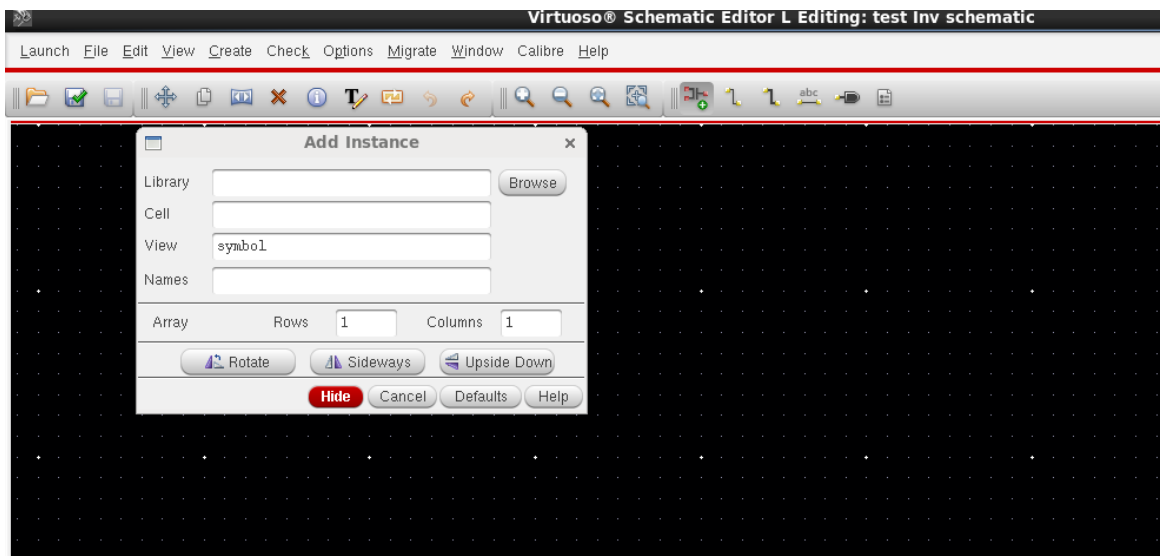 Virtuoso® Schematic Editor L Editing: test Inv schematic
Launch File Edit View Create Check Options Migrate Window Calibre Help
abc
Add Instance
Library Browse
Cell
View symbol
Names
Array Rows 1 Columns 1
Rotate Sideways Upside Down
Hide Cancel Defaults Help